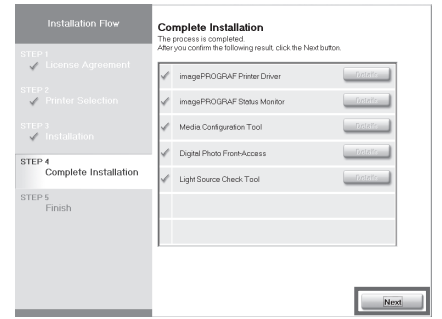 Installation Flow
STEP 1
License Agreement
STEP 2
Printer Selection
STEP 3
Installation
STEP 4
Complete Installation
STEP 5
Finish
Complete Installation
The process is completed.
After you confirm the following result, click the Next button.
imagePROGRAF Printer Driver
imagePROGRAF Status Monitor
Media Configuration Tool
Digital Photo Front-Access
Light Source Check Tool
Next